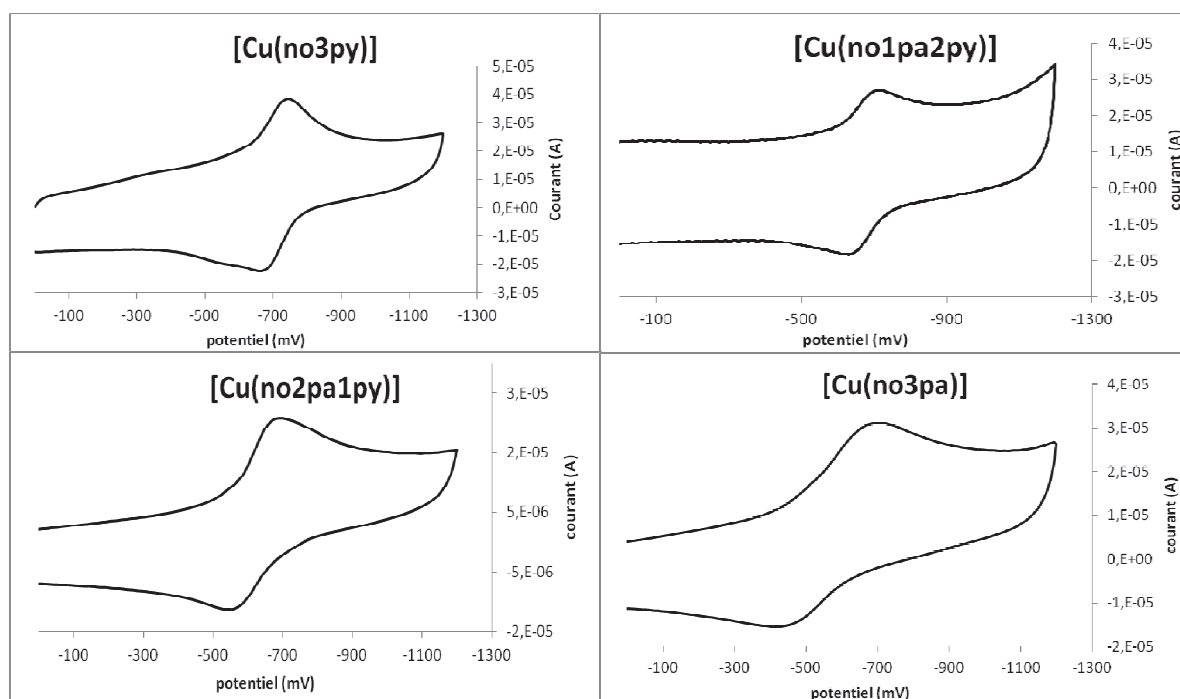 [Cu(no3py)]
5,E-05
4,E-05
3,E-05
2,E-05
1,E-05
0,E+00
-1,E-05
-2,E-05
-3,E-05
Courant (A)
-100 -300 -500 -700 -900 -1100 -1300
potentiel (mV)
[Cu(no1pa2py)]
4,E-05
3,E-05
2,E-05
1,E-05
0,E+00
-1,E-05
-2,E-05
-3,E-05
Courant (A)
-100 -500 -900 -1300
potentiel (mV)
[Cu(no2pa1py)]
3,E-05
2,E-05
5,E-06
-5,E-06
-2,E-05
courant (A)
-100 -300 -500 -700 -900 -1100 -1300
potentiel (mV)
[Cu(no3pa)]
4,E-05
3,E-05
2,E-05
1,E-05
0,E+00
-1,E-05
-2,E-05
courant (A)
-100 -300 -500 -700 -900 -1100 -1300
potentiel (mV)